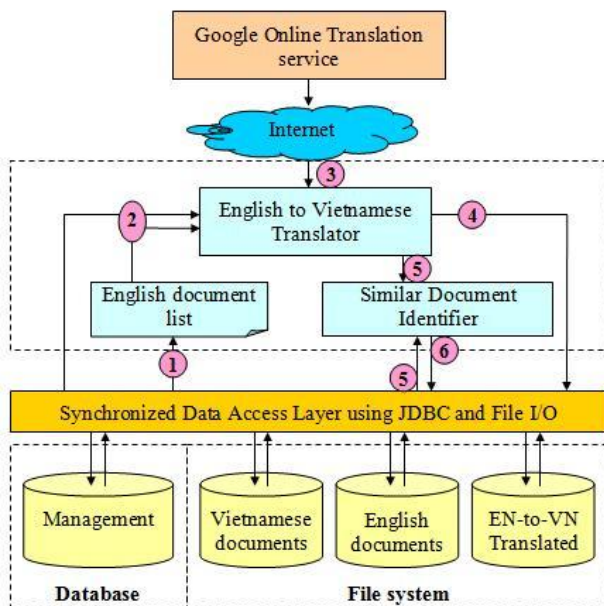 Google Online Translation
service
Internet
3
2
English to Vietnamese
Translator
4
5
English document
list
Similar Document
Identifier
1
5
6
Synchronized Data Access Layer using JDBC and File I/O
Management
Vietnamese
documents
English
documents
EN-to-VN
Translated
Database
File system